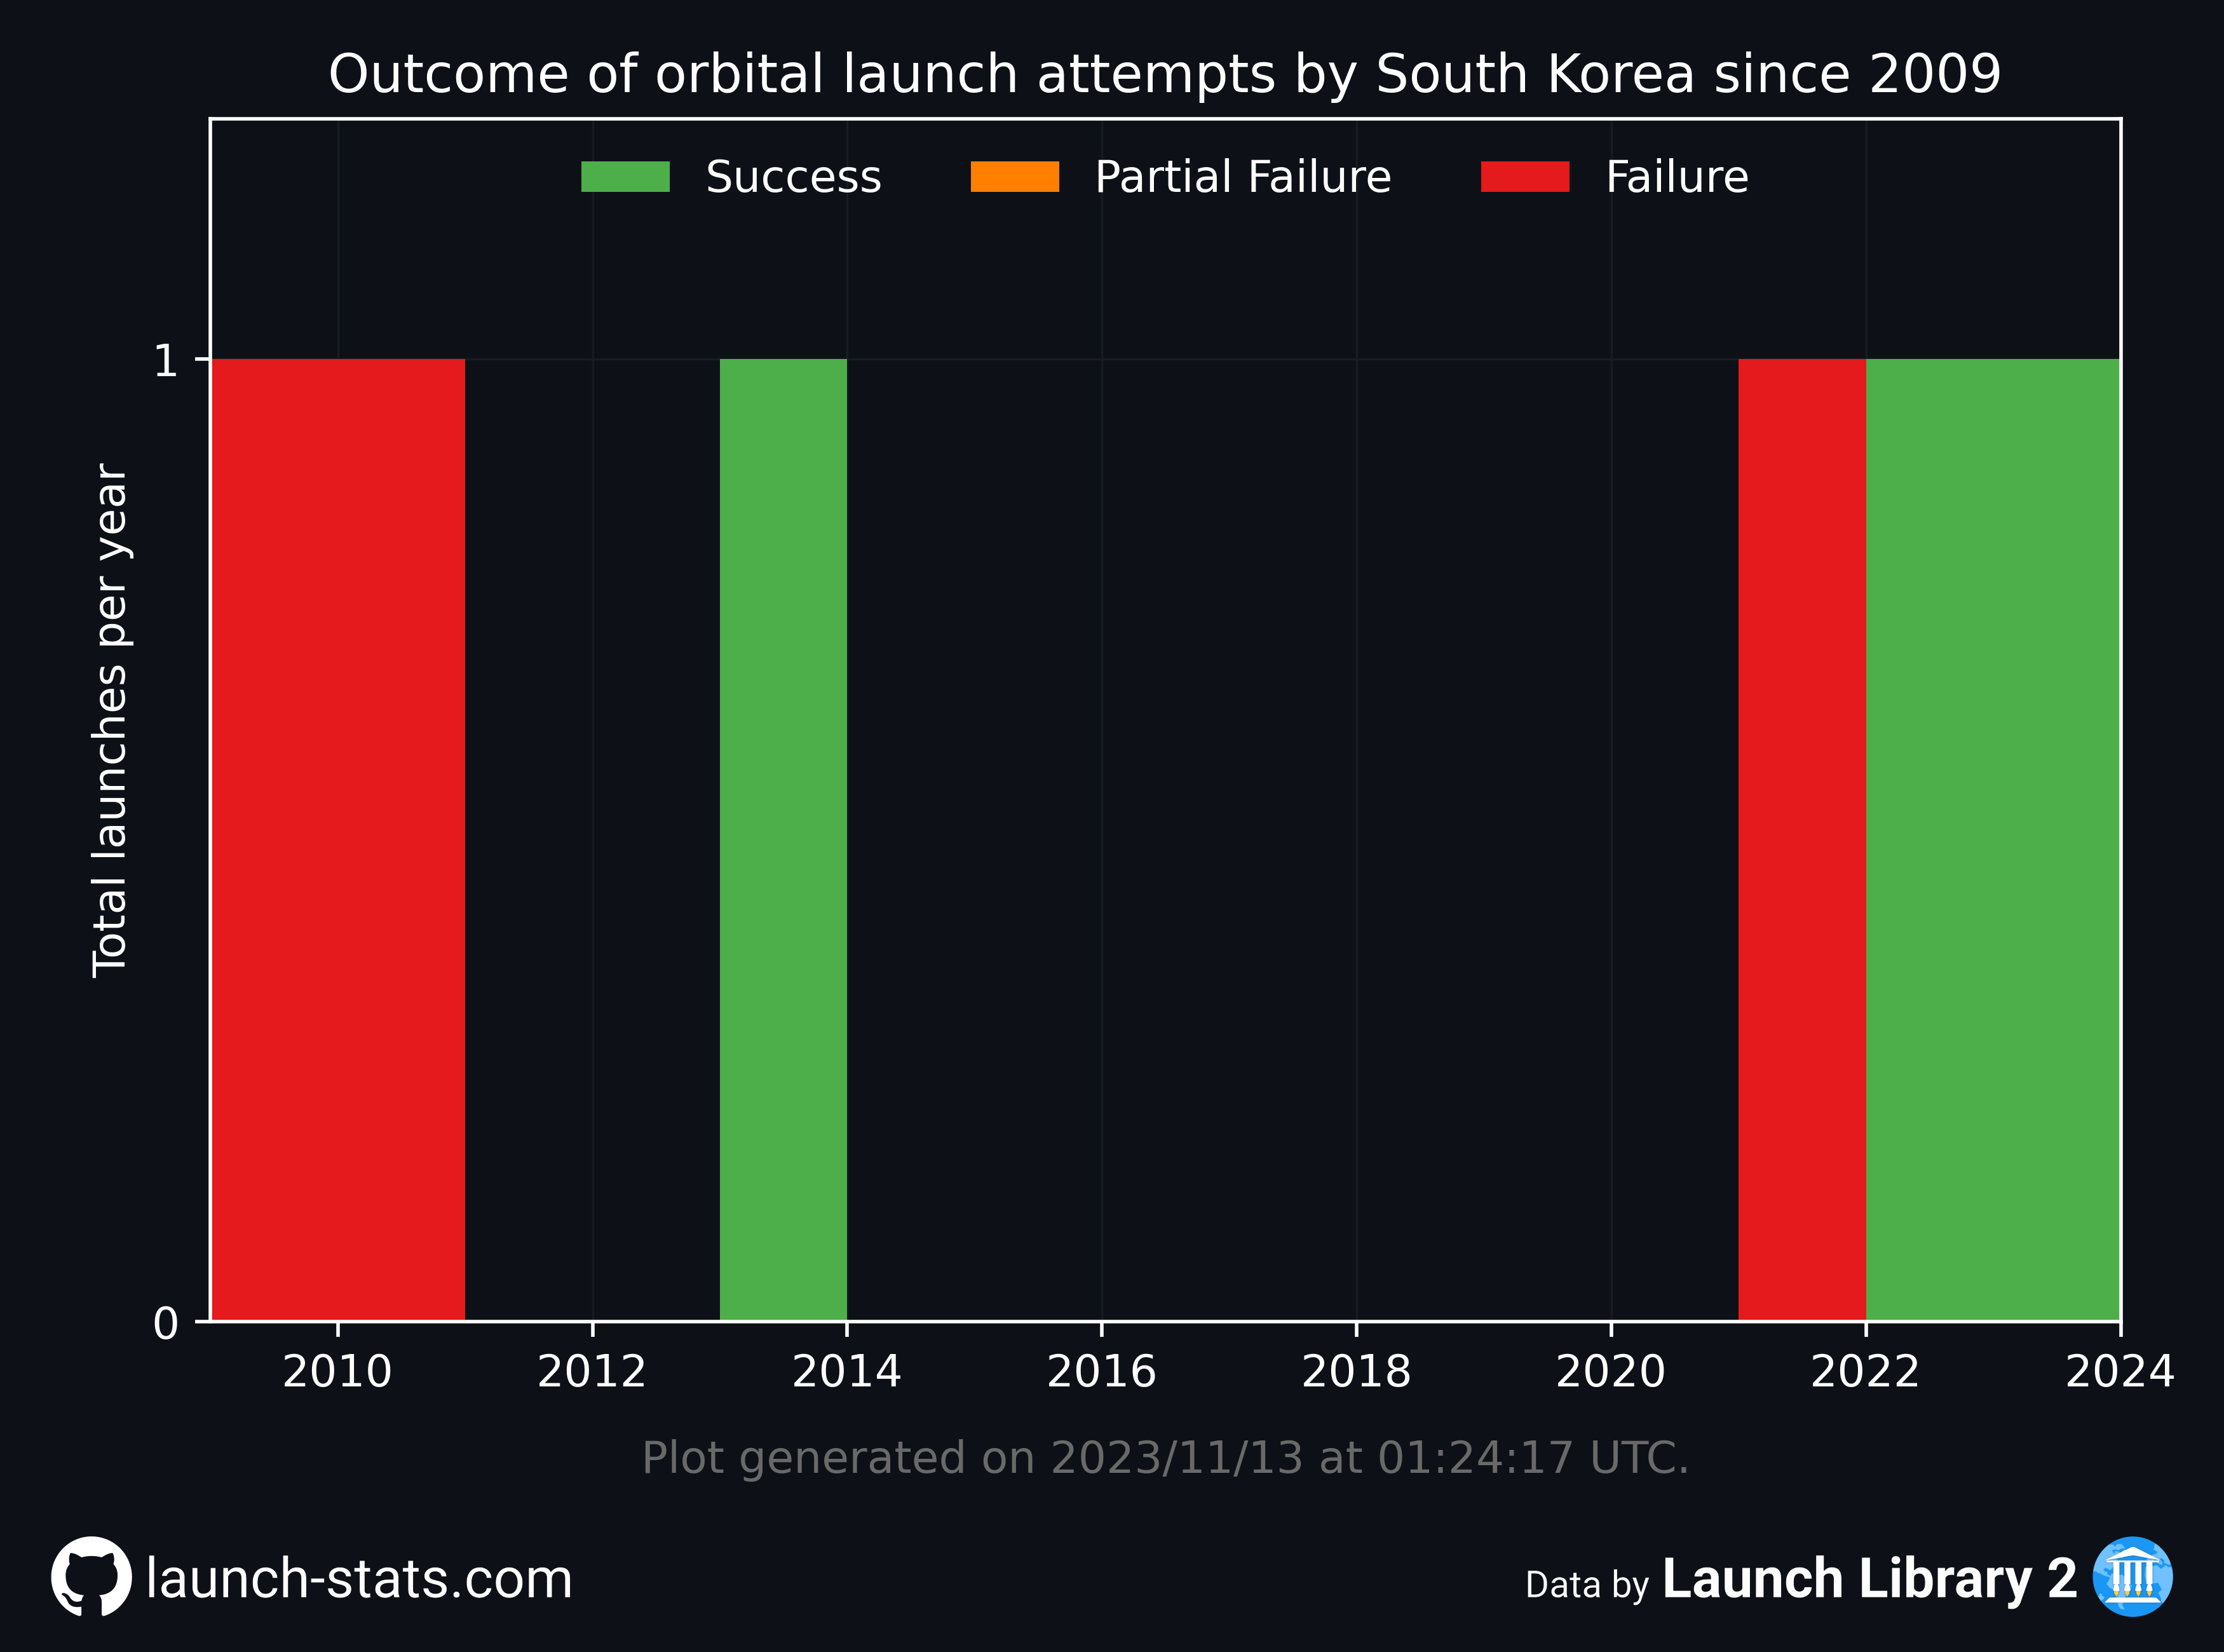 Outcome of orbital launch attempts by South Korea since 2009
Success
Partial Failure
Failure
Total launches per year
1
0
2010
2012
2014
2016
2018
2020
2022
2024
Plot generated on 2023/11/13 at 01:24:17 UTC.
launch-stats.com
Data by Launch Library 2